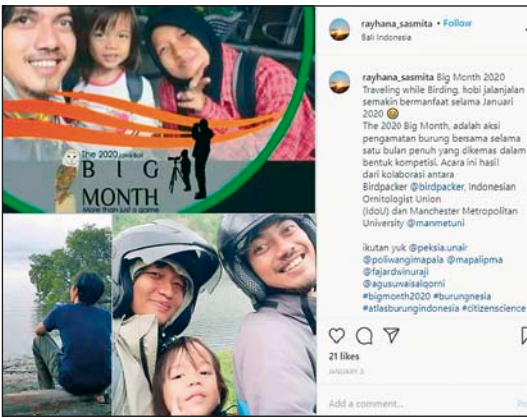 The 2020 Java Bali
BIG
MONTH
More than just a game
rayhana_sasmita • Follow
Bali Indonesia
rayhana_sasmita Big Month 2020
Traveling while Birding, hobi jalanjalan
semakin bermanfaat selama Januari
2020
The 2020 Big Month, adalah aksi
pengamatan burung bersama selama
satu bulan penuh yang dikemas dalam
bentuk kompetisi. Acara ini hasil
dari kolaborasi antara
Birdpacker @birdpacker, Indonesian
Ornitologist Union
(IdoU) dan Manchester Metropolitan
University @manmetuni
ikutan yuk @peksia.unair
@poliwangimapala @mapalipma
@fajardwinuraji
@agusuwaisalqorni
#bigmonth2020 #burungnesia
#atlasburungindonesia #citizenscience
21 likes
JANUARY 3
Add a comment...